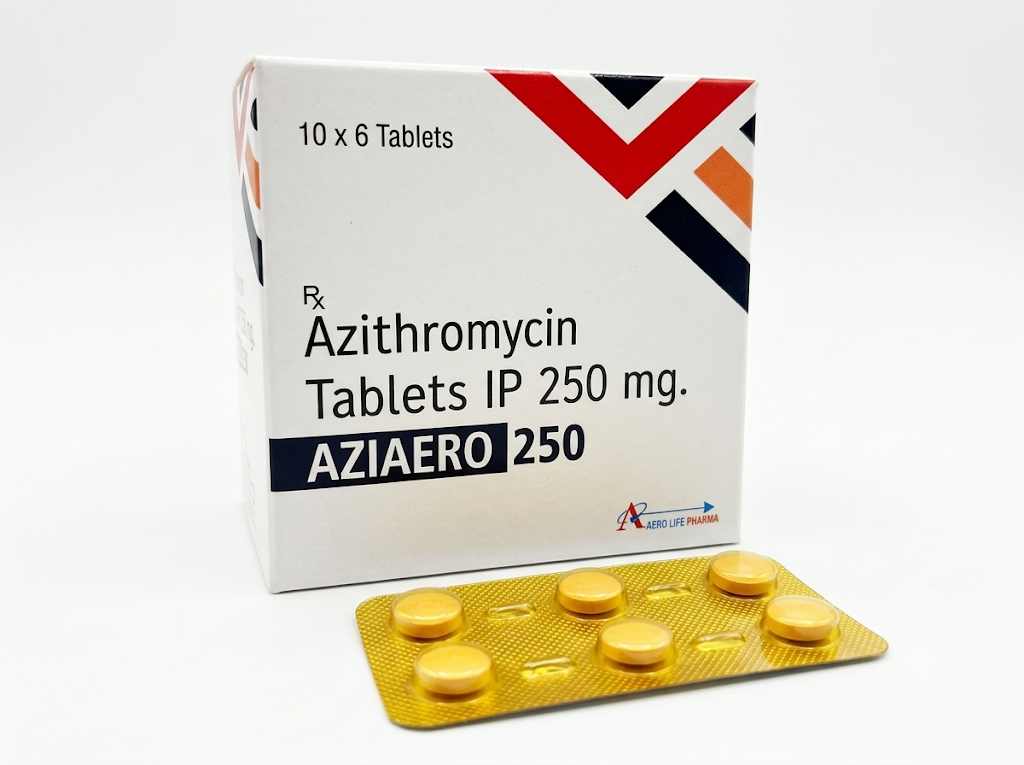 10 x 6 Tablets
Rx
Azithromycin
Tablets IP 250 mg.
AZIAERO 250
AERO LIFE PHARMA